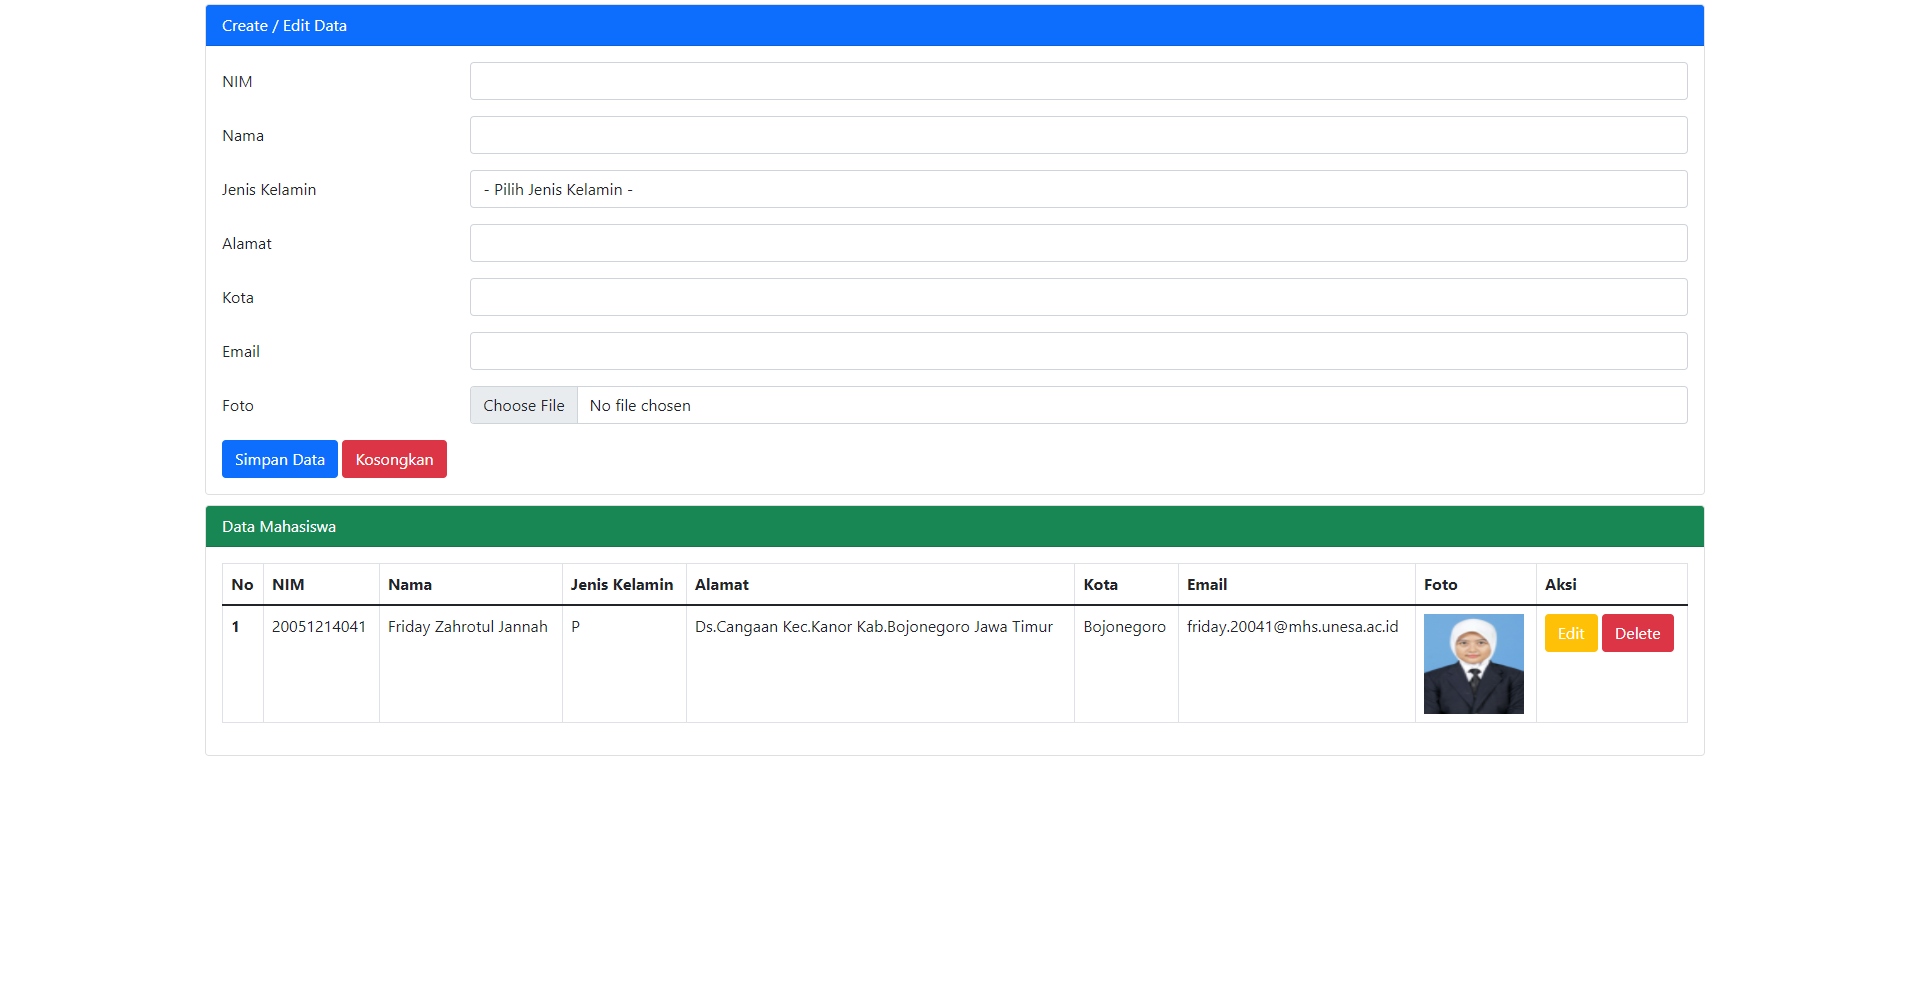 Create / Edit Data
NIM
Nama
Jenis Kelamin - Pilih Jenis Kelamin -
Alamat
Kota
Email
Foto Choose File No file chosen
Simpan Data Kosongkan
Data Mahasiswa
No NIM Nama Jenis Kelamin Alamat Kota Email Foto Aksi
1 20051214041 Friday Zahrotul Jannah P Ds.Cangaan Kec.Kanor Kab.Bojonegoro Jawa Timur Bojonegoro friday.20041@mhs.unesa.ac.id Edit Delete